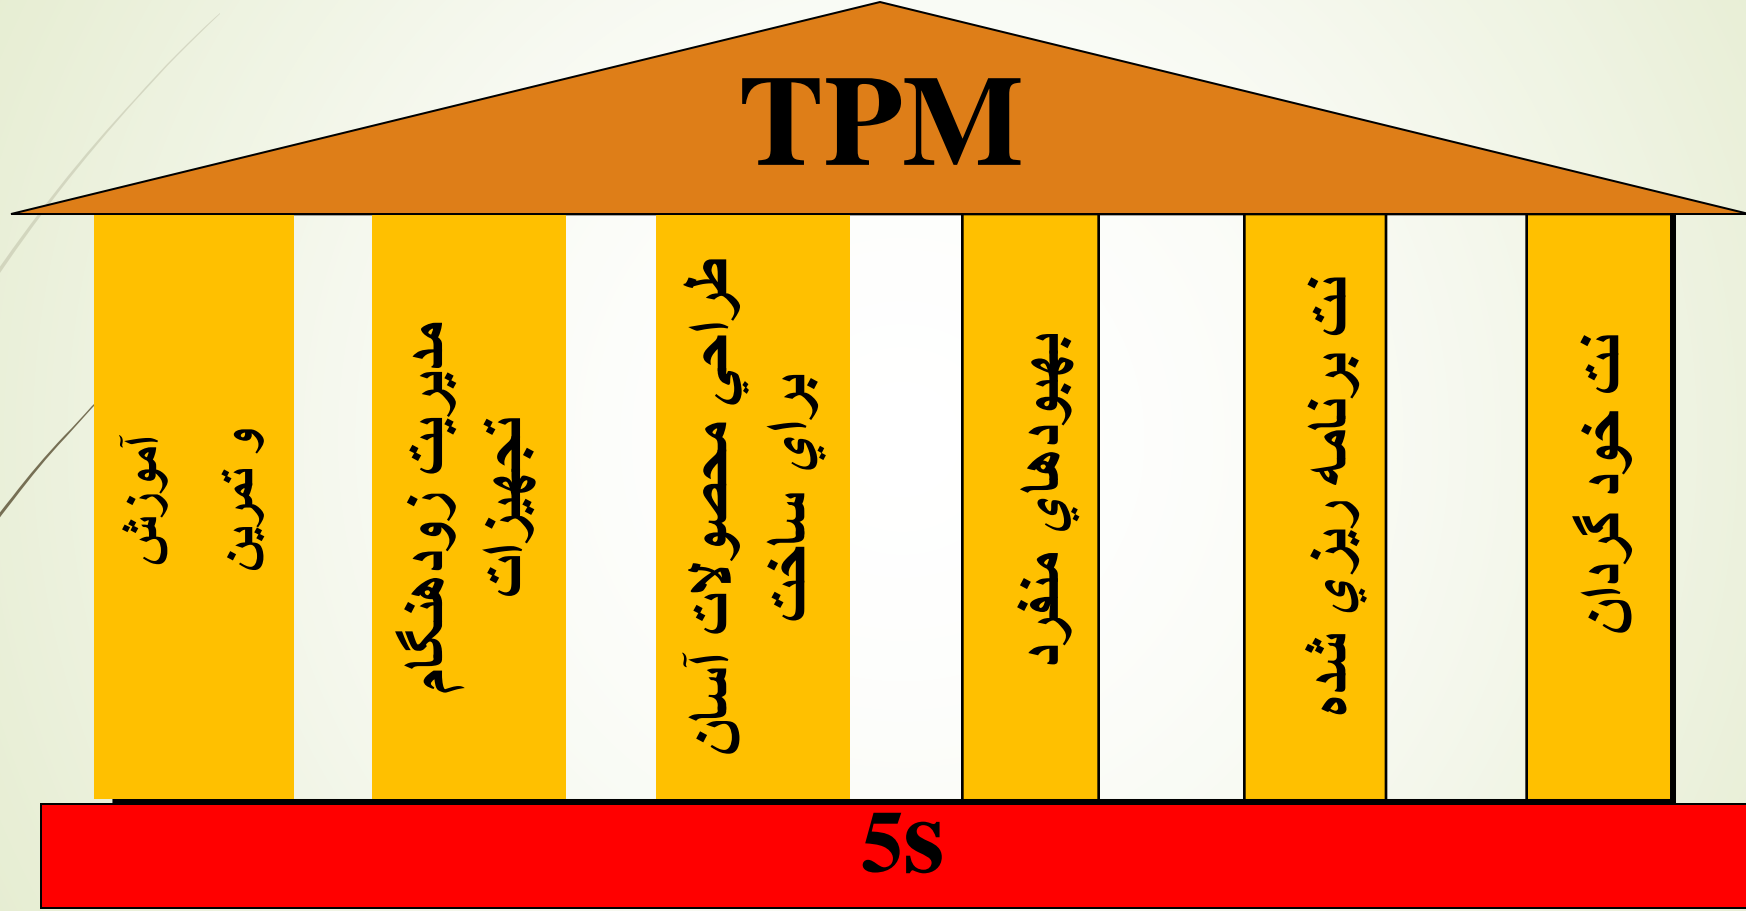 TPM
نت خود گردان
نت برنامه ريزي شده
بهبودهاي منفرد
طراحي محصولات آسان
براي ساخت
مديريت زودهنگام
تجهيزات
آموزش
و تمرين
5s